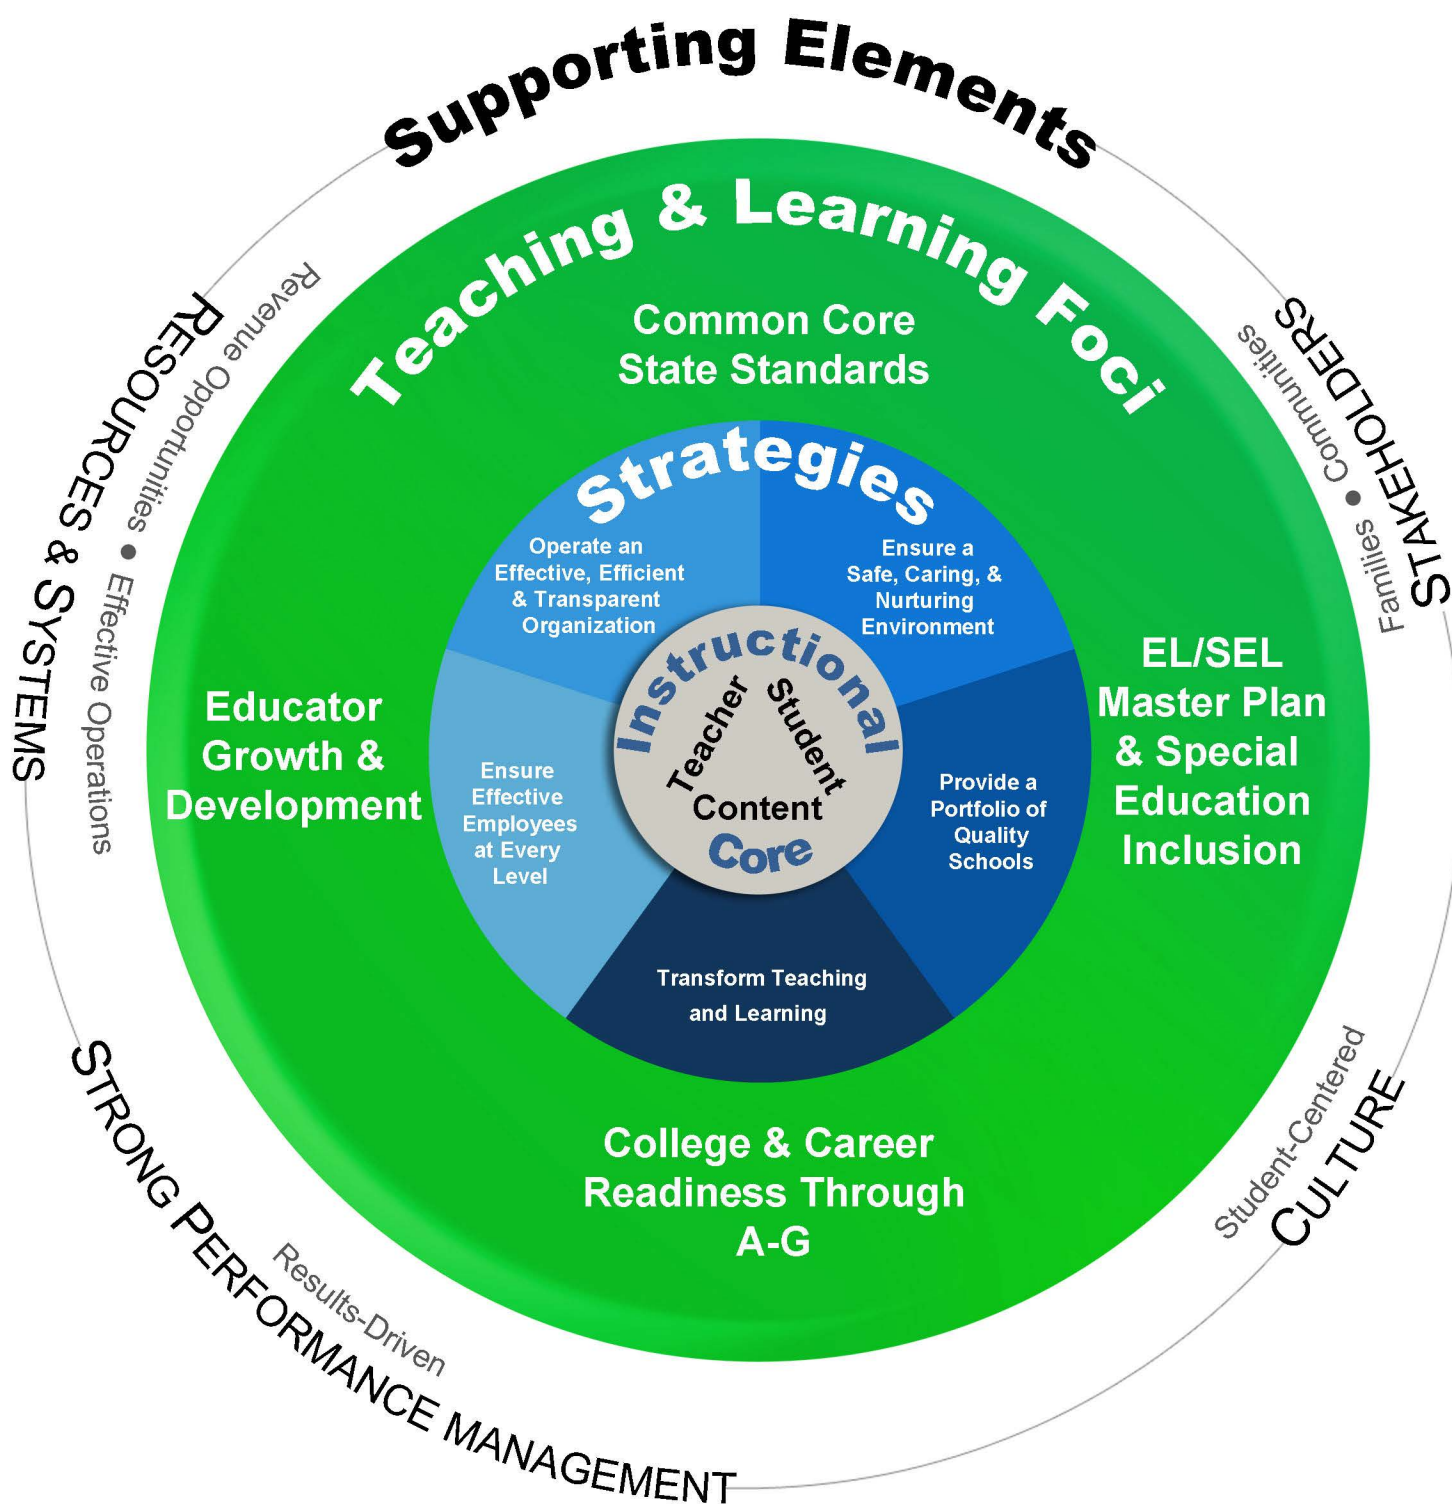 Supporting Elements
Teaching & Learning Foci
Common Core
State Standards
Strategies
Operate an
Effective, Efficient
& Transparent
Organization
Ensure a
Safe, Caring, &
Nurturing
Environment
Provide a
Portfolio of
Quality
Schools
Transform Teaching
and Learning
Ensure
Effective
Employees
at Every
Level
Instructional
Teacher
Student
Content
Core
EL/SEL
Master Plan
& Special
Education
Inclusion
College & Career
Readiness Through
A-G
Educator
Growth &
Development
STAKEHOLDERS
Families • Communities
CULTURE
Student-Centered
STRONG PERFORMANCE MANAGEMENT
Results-Driven
RESOURCES & SYSTEMS
Revenue Opportunities • Effective Operations